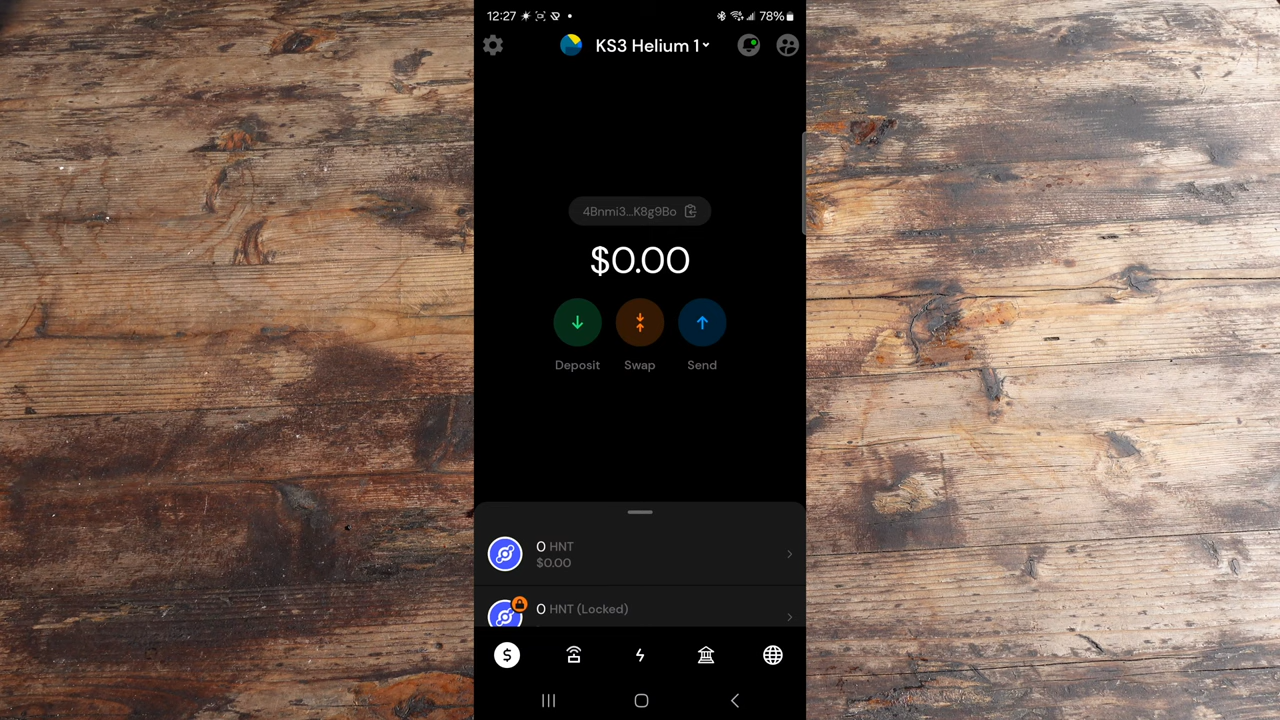 12:27 78%
KS3 Helium 1
4Bnmi3...K8g9Bo
$0.00
Deposit Swap Send
0 HNT
$0.00
0 HNT (Locked)